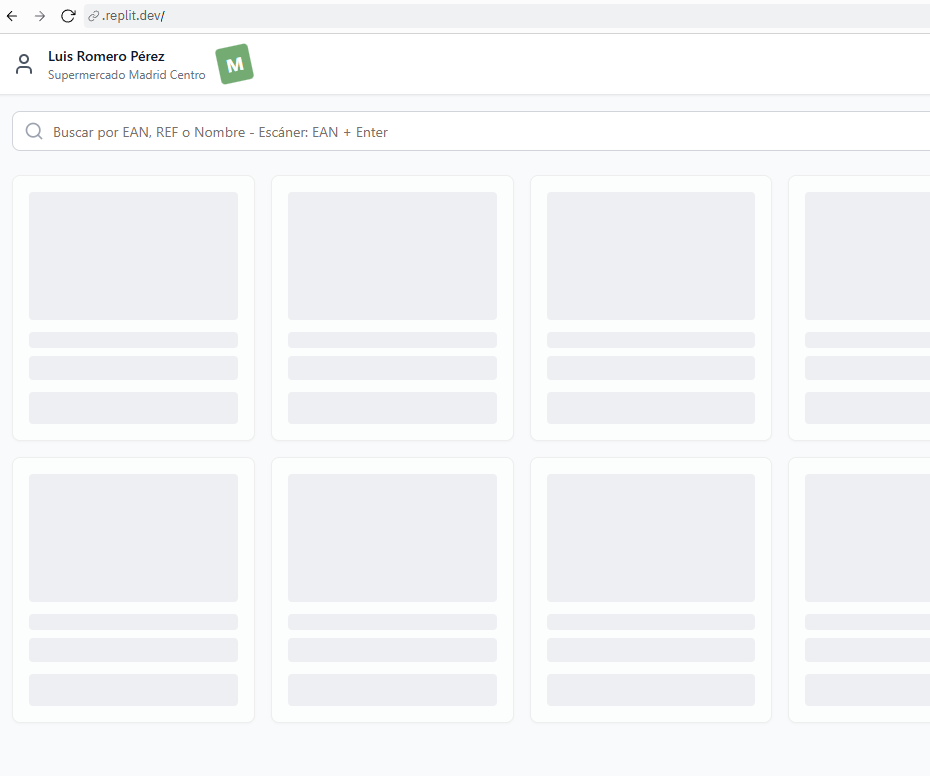 .replit.dev/
Luis Romero Pérez
Supermercado Madrid Centro
M
Buscar por EAN, REF o Nombre - Escáner: EAN + Enter